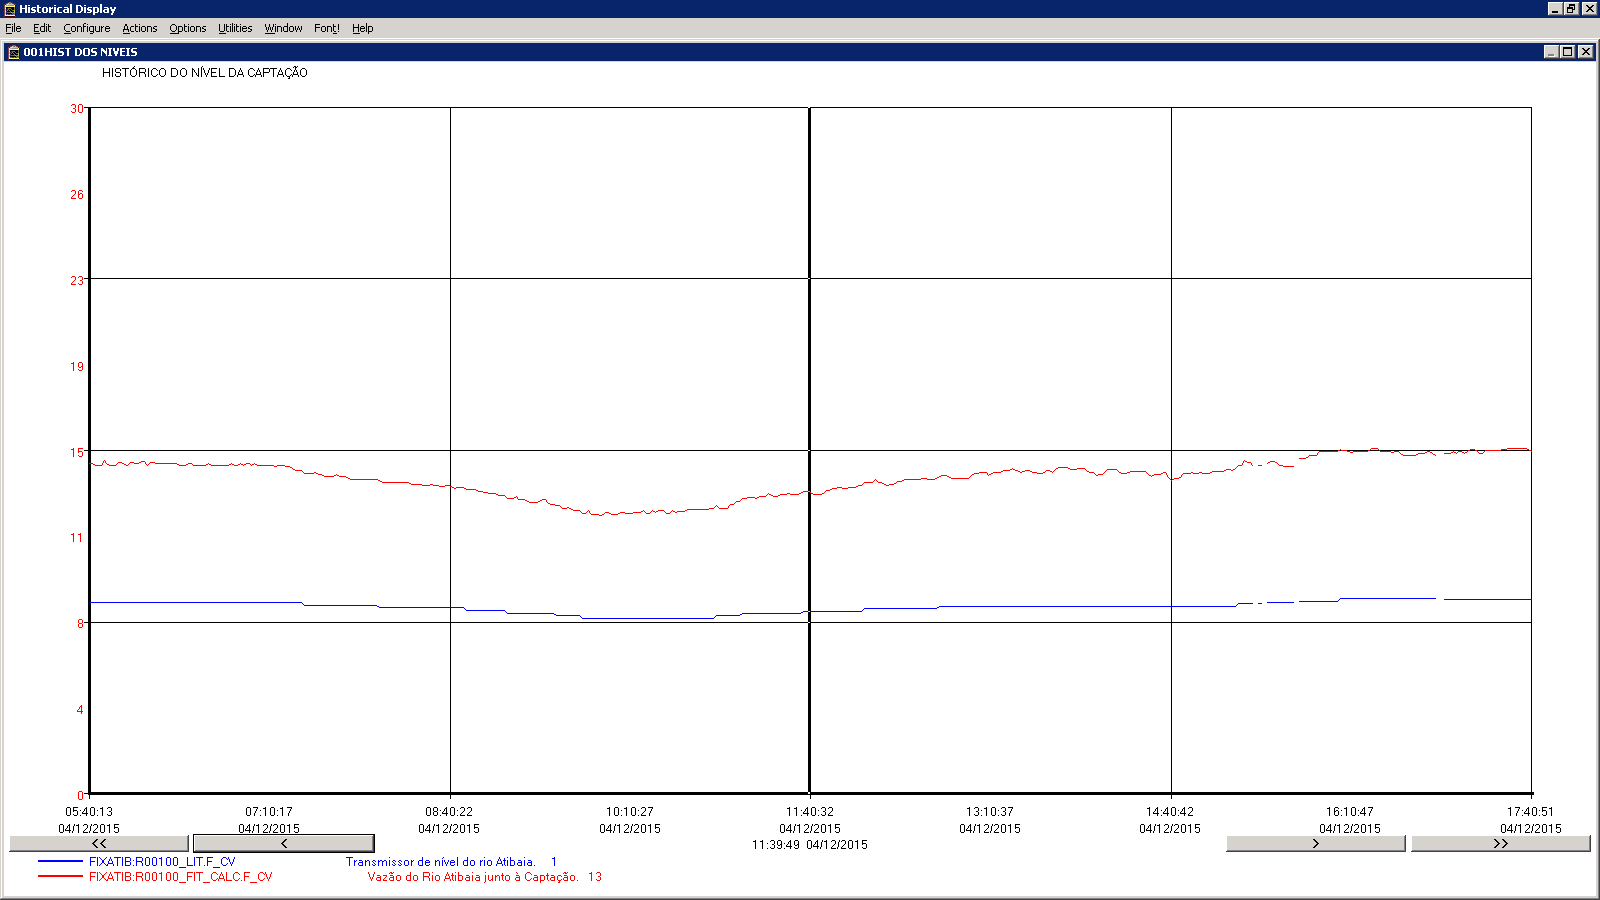 Historical Display
File Edit Configure Actions Options Utilities Window Font! Help
001HIST DOS NIVEIS
HISTÓRICO DO NÍVEL DA CAPTAÇÃO
30
26
23
19
15
11
8
4
0
05:40:13 07:10:17 08:40:22 10:10:27 11:40:32 13:10:37 14:40:42 16:10:47 17:40:51
04/12/2015 04/12/2015 04/12/2015 04/12/2015 04/12/2015 04/12/2015 04/12/2015 04/12/2015 04/12/2015
<< < 11:39:49 04/12/2015 > >>
FIXATIB:R00100_LIT.F_CV Transmissor de nível do rio Atibaia. 1
FIXATIB:R00100_FIT_CALC.F_CV Vazão do Rio Atibaia junto à Captação. 13